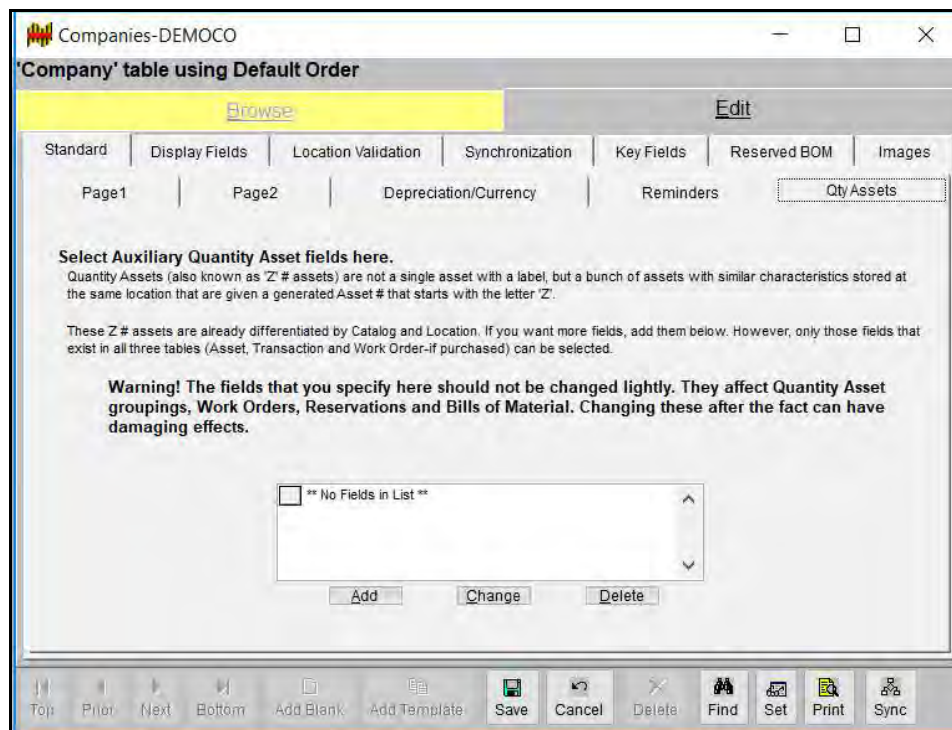 Companies-DEMOCO
'Company' table using Default Order
Browse Edit
Standard Display Fields Location Validation Synchronization Key Fields Reserved BOM Images
Page1 Page2 Depreciation/Currency Reminders Qty Assets
Select Auxiliary Quantity Asset fields here.
Quantity Assets (also known as 'Z' # assets) are not a single asset with a label, but a bunch of assets with similar characteristics stored at
the same location that are given a generated Asset # that starts with the letter 'Z'.
These Z # assets are already differentiated by Catalog and Location. If you want more fields, add them below. However, only those fields that
exist in all three tables (Asset, Transaction and Work Order-if purchased) can be selected.
Warning! The fields that you specify here should not be changed lightly. They affect Quantity Asset
groupings, Work Orders, Reservations and Bills of Material. Changing these after the fact can have
damaging effects.
** No Fields in List **
Add Change Delete
Top Prior Next Bottom Add Blank Add Template Save Cancel Delete Find Set Print Sync